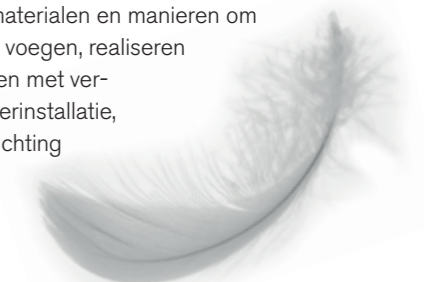 materialen en manieren om
voegen, realiseren
en met ver-
erinstallatie,
chting